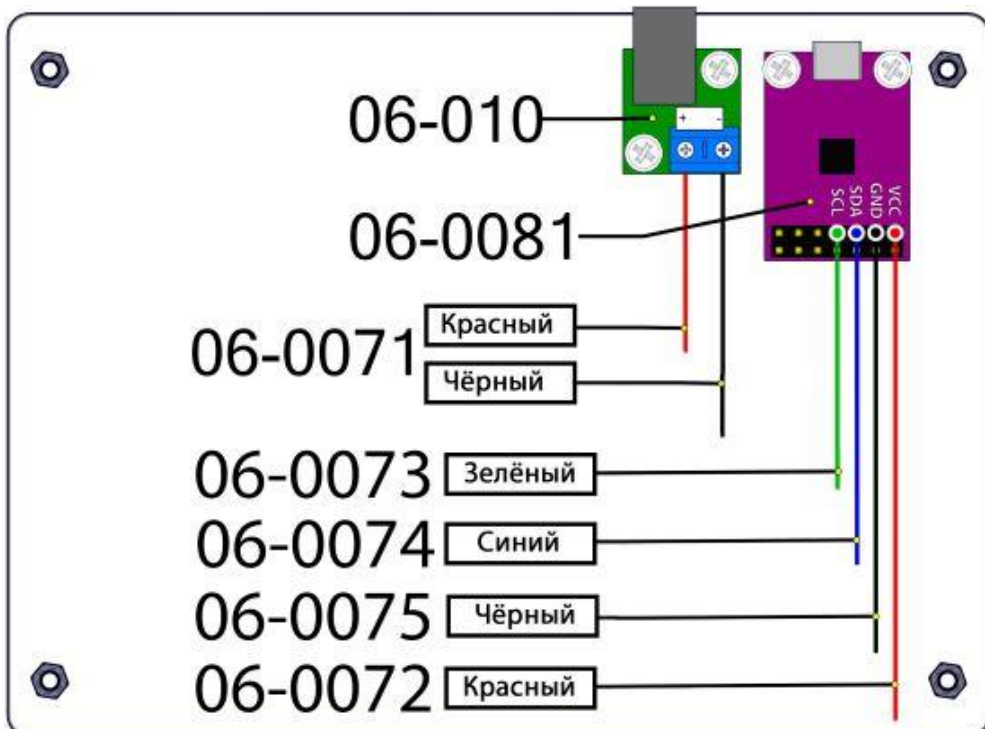 06-010
+ -
06-0081
SCL SDA GND VCC
06-0071 Красный
Чёрный
06-0073 Зелёный
06-0074 Синий
06-0075 Чёрный
06-0072 Красный